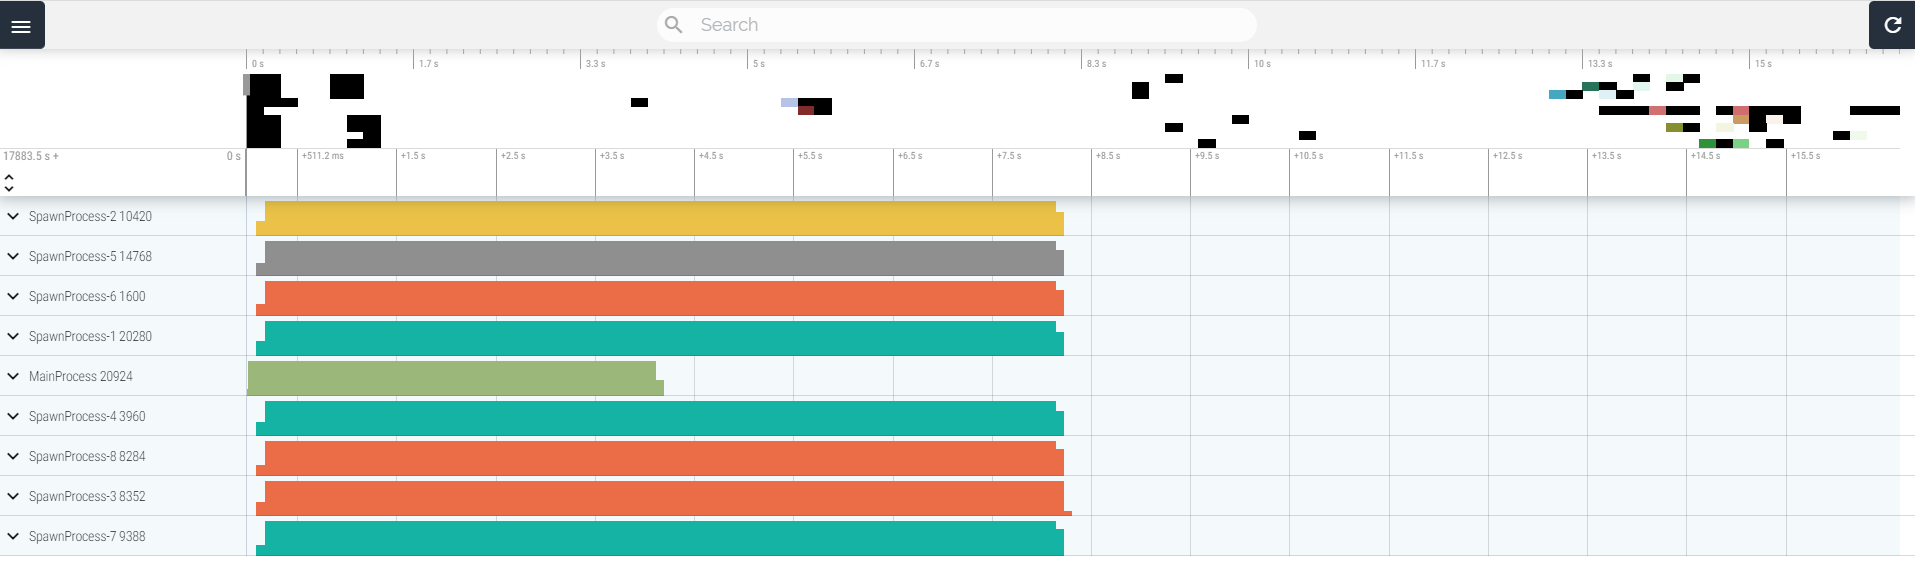 Search
0 s 1.7 s 3.3 s 5 s 6.7 s 8.3 s 10 s 11.7 s 13.3 s 15 s
17883.5 s + 0 s +511.2 ms +1.5 s +2.5 s +3.5 s +4.5 s +5.5 s +6.5 s +7.5 s +8.5 s +9.5 s +10.5 s +11.5 s +12.5 s +13.5 s +14.5 s +15.5 s
SpawnProcess-2 10420
SpawnProcess-5 14768
SpawnProcess-6 1600
SpawnProcess-1 20280
MainProcess 20924
SpawnProcess-4 3960
SpawnProcess-8 8284
SpawnProcess-3 8352
SpawnProcess-7 9388